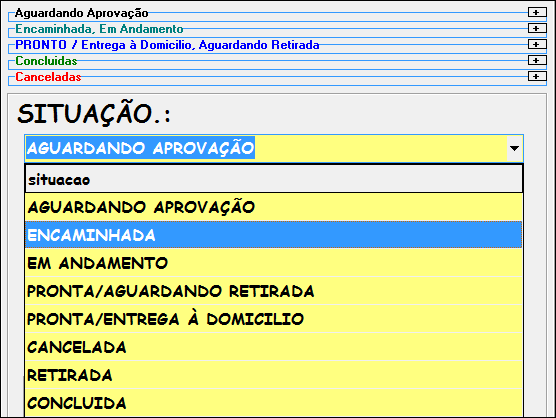 Aguardando Aprovação +
Encaminhada, Em Andamento +
PRONTO / Entrega à Domicilio, Aguardando Retirada +
Concluidas +
Canceladas +
SITUAÇÃO.:
AGUARDANDO APROVAÇÃO
situacao
AGUARDANDO APROVAÇÃO
ENCAMINHADA
EM ANDAMENTO
PRONTA/AGUARDANDO RETIRADA
PRONTA/ENTREGA À DOMICILIO
CANCELADA
RETIRADA
CONCLUIDA